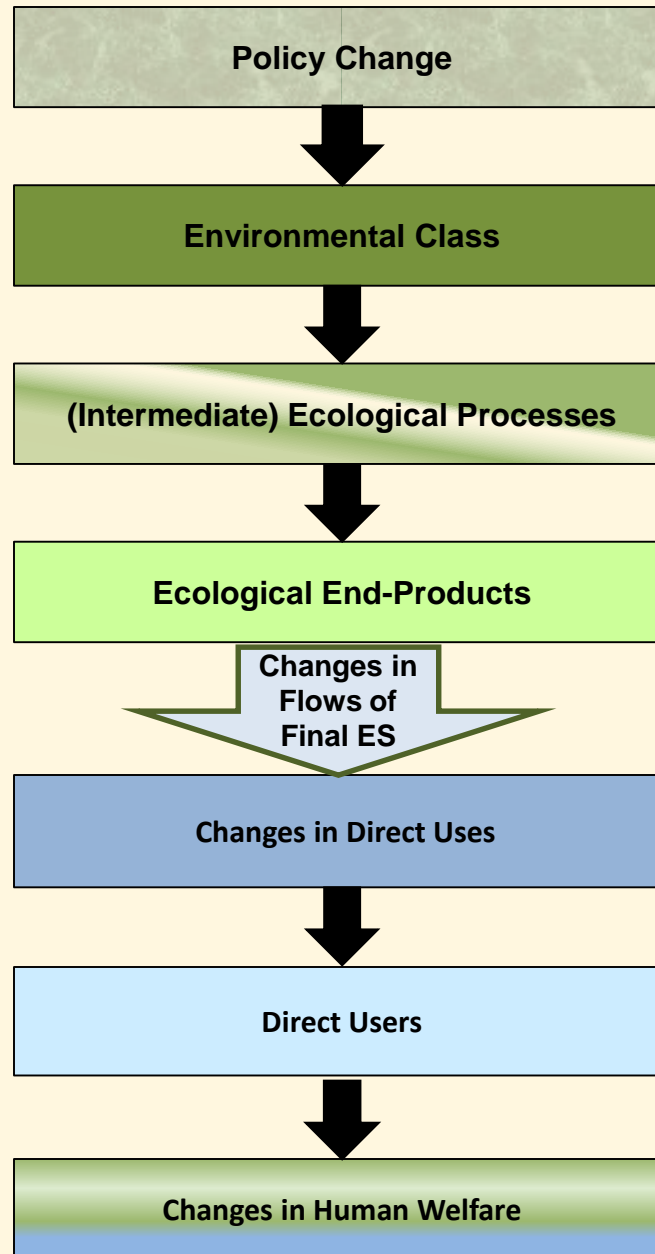 Policy Change
Environmental Class
(Intermediate) Ecological Processes
Ecological End-Products
Changes in
Flows of
Final ES
Changes in Direct Uses
Direct Users
Changes in Human Welfare